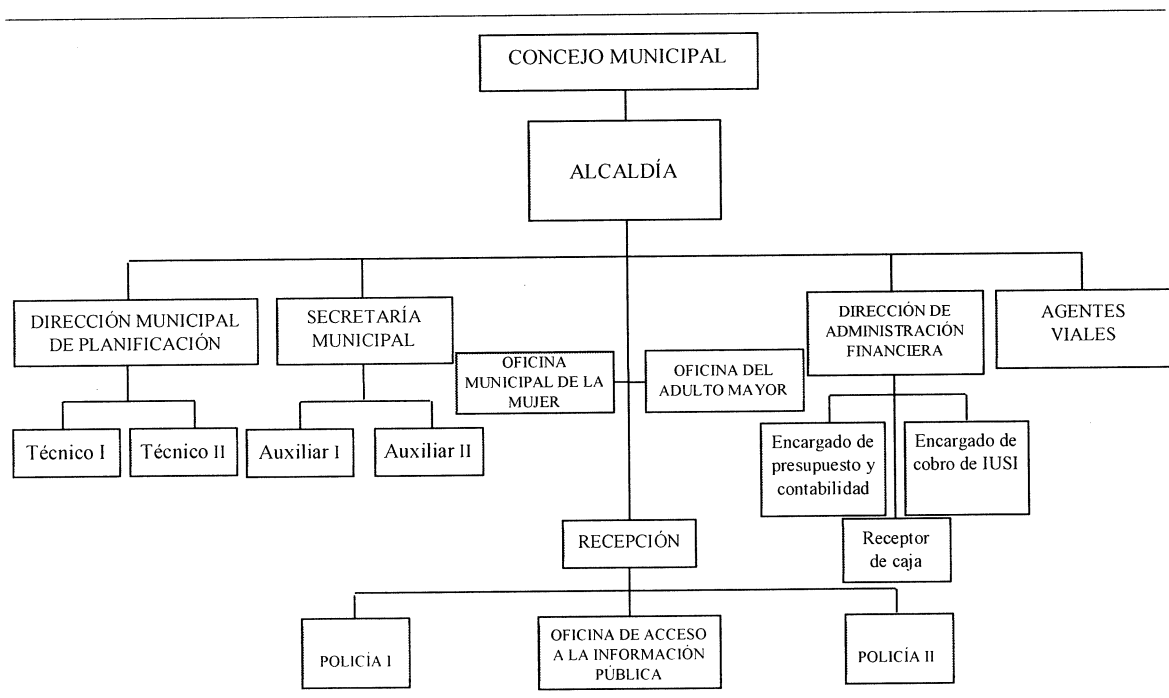 CONCEJO MUNICIPAL
ALCALDÍA
DIRECCIÓN MUNICIPAL
DE PLANIFICACIÓN
SECRETARÍA
MUNICIPAL
DIRECCIÓN DE
ADMINISTRACIÓN
FINANCIERA
AGENTES
VIALES
OFICINA
MUNICIPAL DE LA
MUJER
OFICINA DEL
ADULTO MAYOR
Técnico I
Técnico II
Auxiliar I
Auxiliar II
Encargado de
presupuesto y
contabilidad
Encargado de
cobro de IUSI
Receptor
de caja
RECEPCIÓN
POLICÍA I
OFICINA DE ACCESO
A LA INFORMACIÓN
PÚBLICA
POLICÍA II